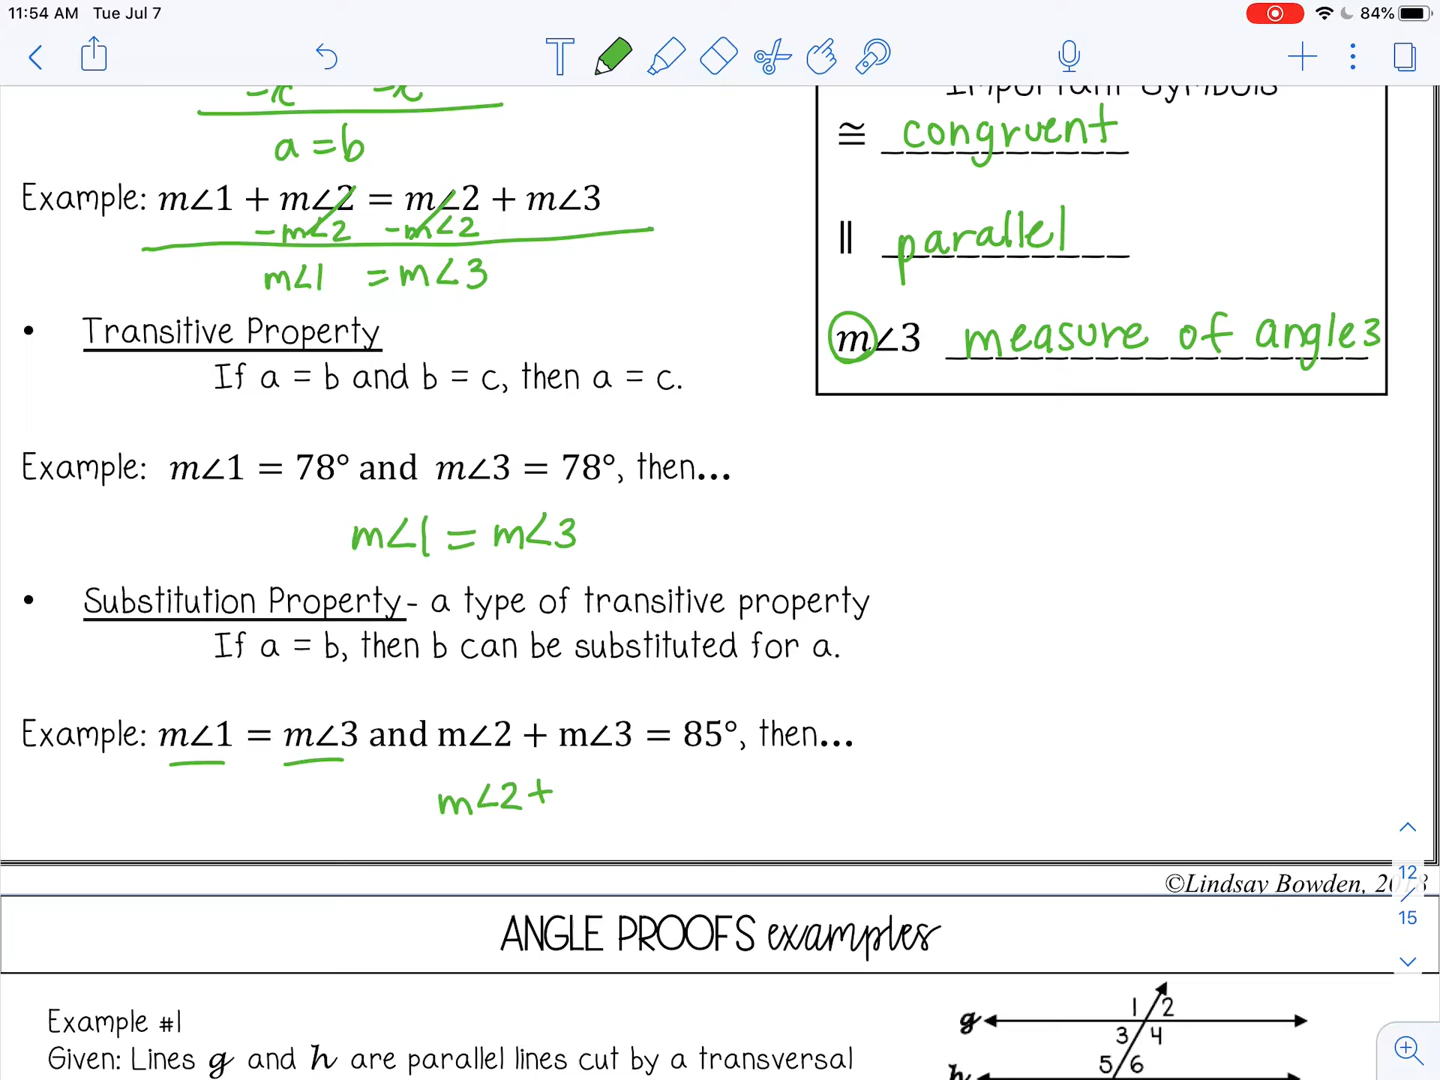 11:54 AM Tue Jul 7
84%
T
Important Symbols
-x -x
a = b
≅ congruent
Example: m∠1 + m∠2 = m∠2 + m∠3
-m∠2 -m∠2
|| parallel
m∠1 = m∠3
Transitive Property
m∠3 measure of angle 3
If a = b and b = c, then a = c.
Example: m∠1 = 78° and m∠3 = 78°, then...
m∠1 = m∠3
• Substitution Property - a type of transitive property
If a = b, then b can be substituted for a.
Example: m∠1 = m∠3 and m∠2 + m∠3 = 85°, then...
m∠2 +
12
/
15
©Lindsay Bowden,
ANGLE PROOFS examples
Example #1
Given: Lines g and h are parallel lines cut by a transversal
1 2
g
3 4
5 6
h